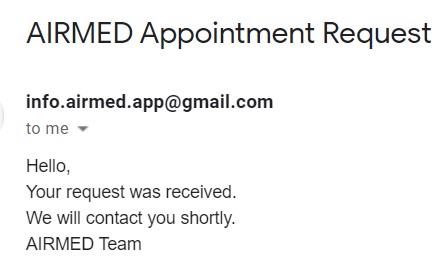 AIRMED Appointment Request
info.airmed.app@gmail.com
to me
Hello,
Your request was received.
We will contact you shortly.
AIRMED Team